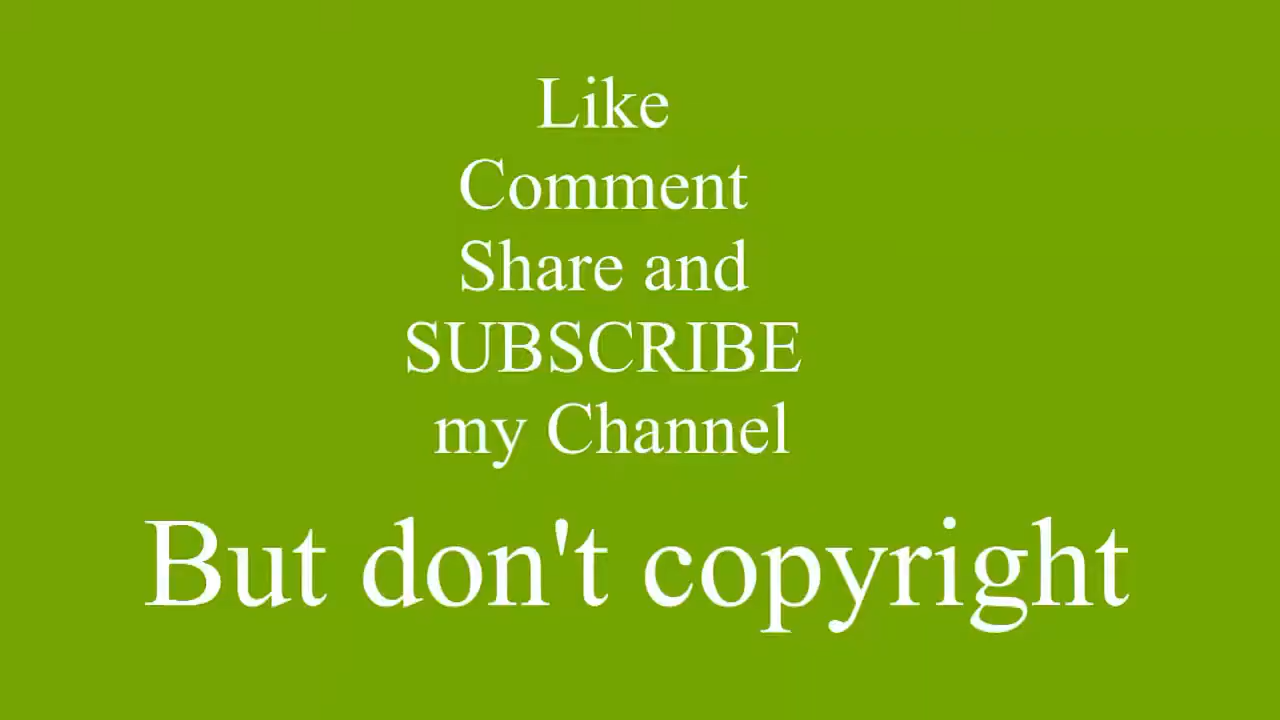 Like
Comment
Share and
SUBSCRIBE
my Channel
But don't copyright